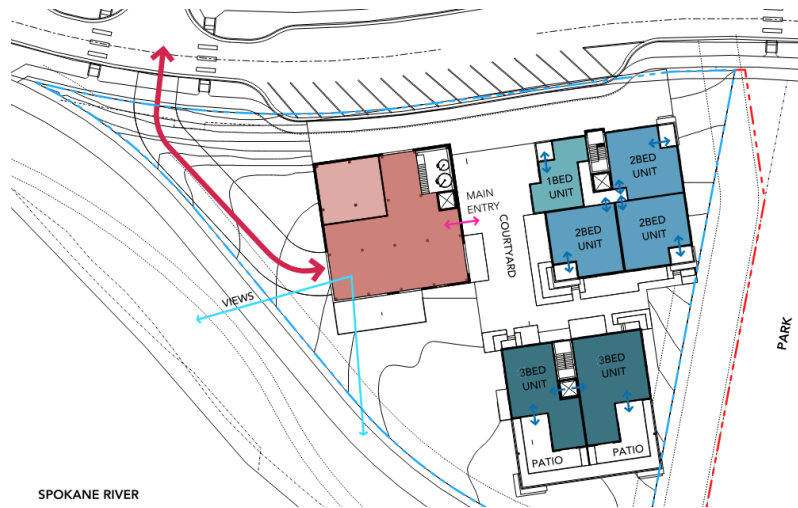 2BED
UNIT
1BED
UNIT
MAIN
ENTRY
COURTYARD
2BED
UNIT
2BED
UNIT
VIEWS
PARK
3BED
UNIT
3BED
UNIT
PATIO
PATIO
SPOKANE RIVER